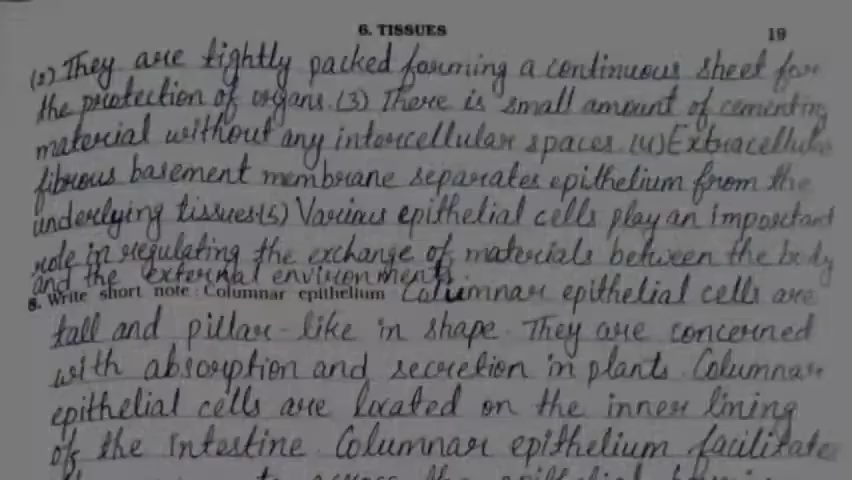 6. TISSUES 19
(2) They are tightly packed forming a continuous sheet for
the protection of organs. (3) There is small amount of cementing
material without any intercellular spaces. (4) Extracellular
fibrous basement membrane separates epithelium from the
underlying tissues. (5) Various epithelial cells play an important
role in regulating the exchange of materials between the body
and the external environment.
8. Write short note : Columnar epithelium Columnar epithelial cells are
tall and pillar-like in shape. They are concerned
with absorption and secretion in plants. Columnar
epithelial cells are located on the inner lining
of the intestine. Columnar epithelium facilitates
across the epithelial